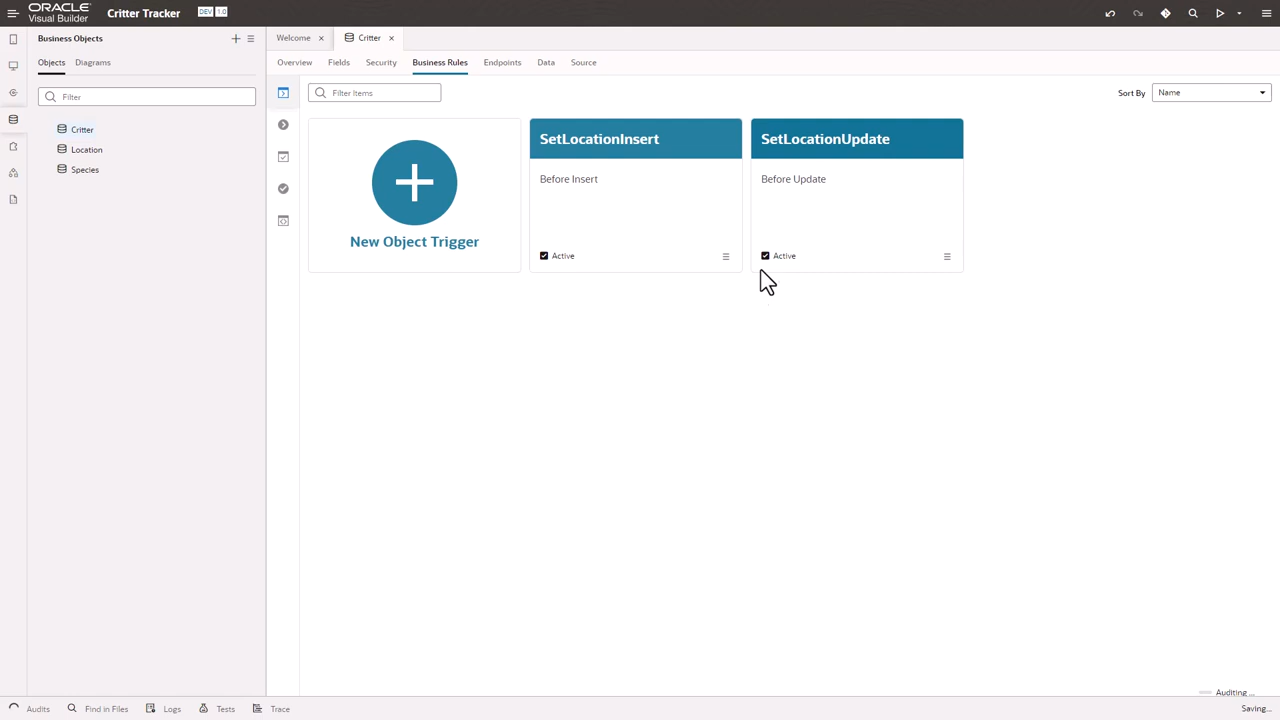 ORACLE
Visual Builder
Critter Tracker
DEV 1.0
Business Objects
Objects Diagrams
Filter
Critter
Location
Species
Welcome
Critter
Overview Fields Security Business Rules Endpoints Data Source
Filter Items
Sort By Name
New Object Trigger
SetLocationInsert
Before Insert
Active
SetLocationUpdate
Before Update
Active
Auditing ...
Audits Find in Files Logs Tests Trace
Saving...